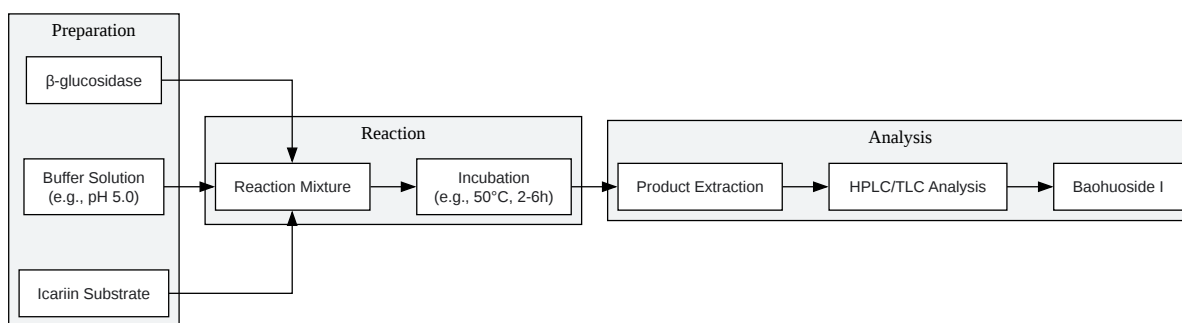 Preparation
β-glucosidase
Buffer Solution
(e.g., pH 5.0)
Icariin Substrate
Reaction
Reaction Mixture
Incubation
(e.g., 50°C, 2-6h)
Analysis
Product Extraction
HPLC/TLC Analysis
Baohuoside I